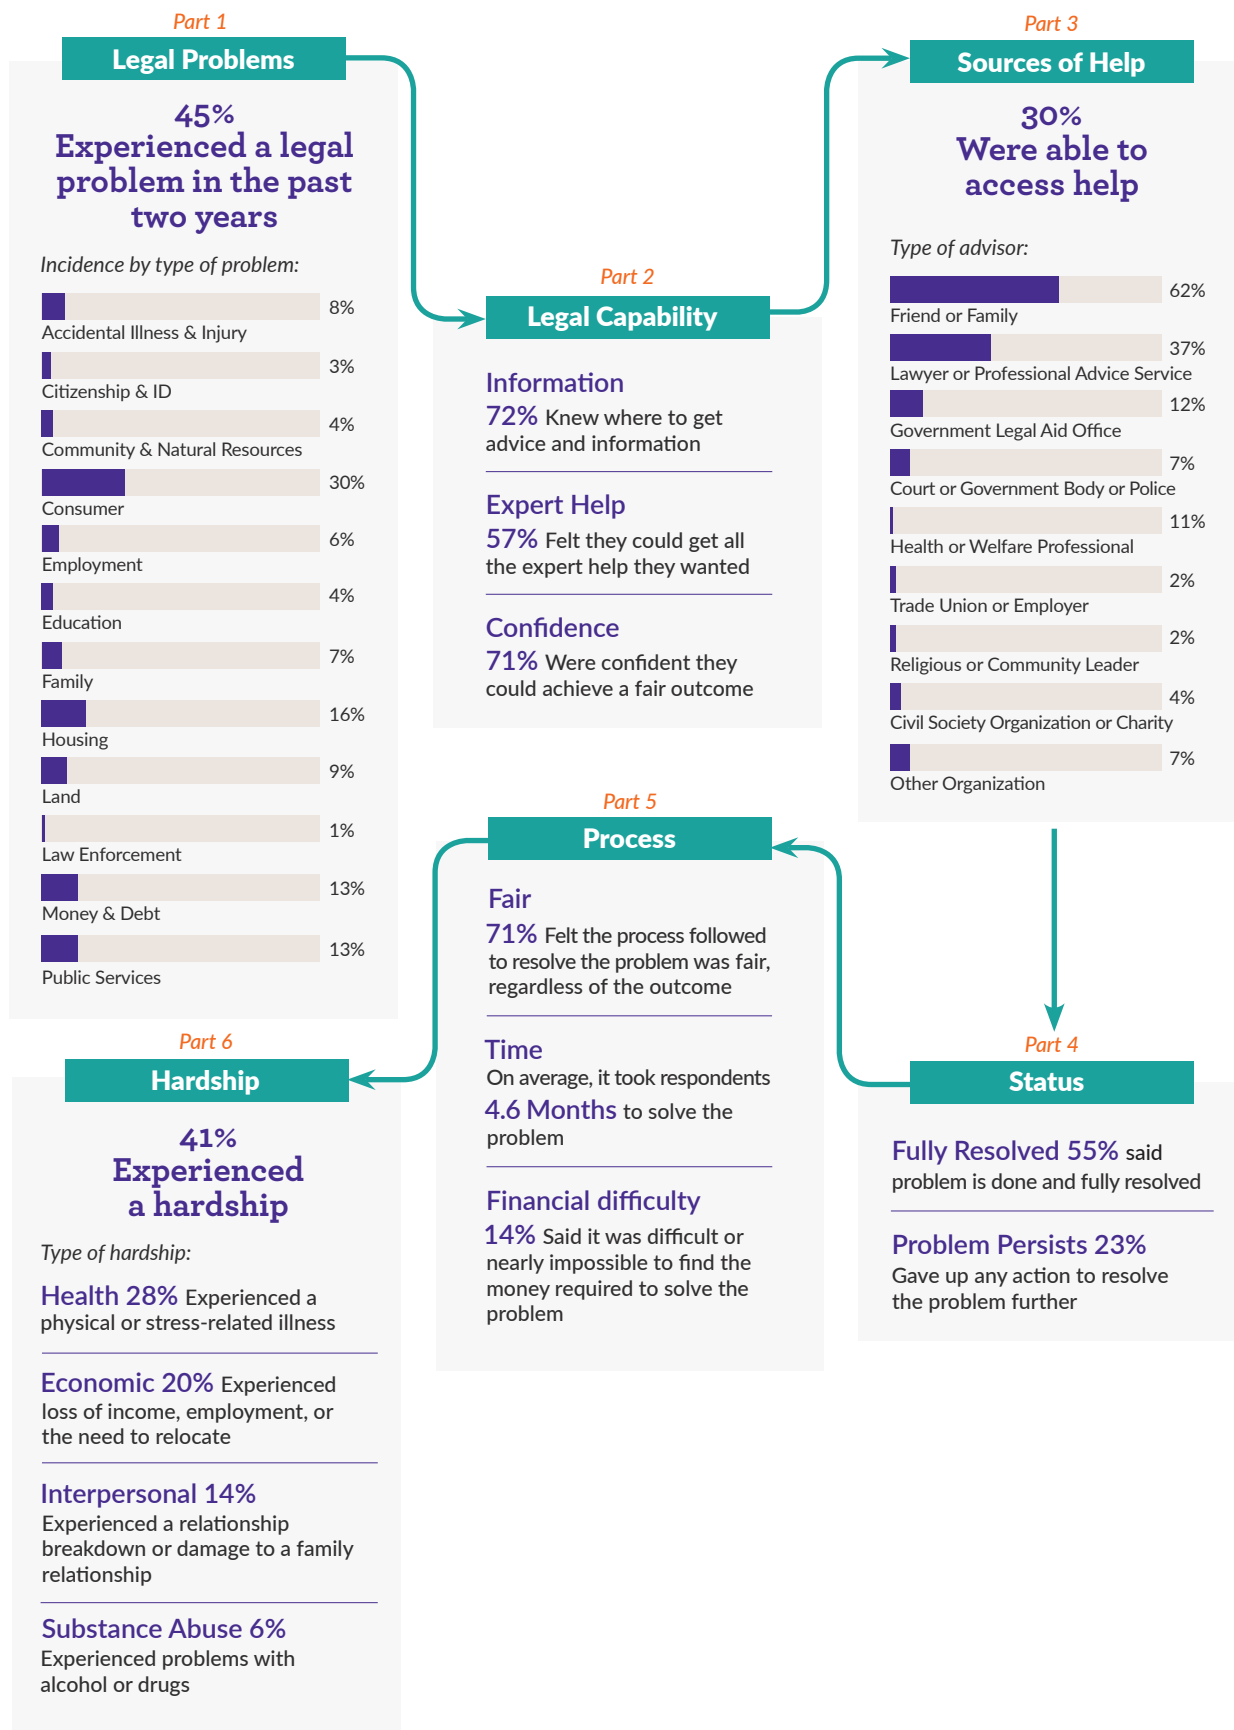 Part 1
Legal Problems
45%
Experienced a legal
problem in the past
two years
Incidence by type of problem:
8%
Accidental Illness & Injury
3%
Citizenship & ID
4%
Community & Natural Resources
30%
Consumer
6%
Employment
4%
Education
7%
Family
16%
Housing
9%
Land
1%
Law Enforcement
13%
Money & Debt
13%
Public Services
Part 2
Legal Capability
Information
72% Knew where to get
advice and information
Expert Help
57% Felt they could get all
the expert help they wanted
Confidence
71% Were confident they
could achieve a fair outcome
Part 3
Sources of Help
30%
Were able to
access help
Type of advisor:
62%
Friend or Family
37%
Lawyer or Professional Advice Service
12%
Government Legal Aid Office
7%
Court or Government Body or Police
11%
Health or Welfare Professional
2%
Trade Union or Employer
2%
Religious or Community Leader
4%
Civil Society Organization or Charity
7%
Other Organization
Part 4
Status
Fully Resolved 55% said
problem is done and fully resolved
Problem Persists 23%
Gave up any action to resolve
the problem further
Part 5
Process
Fair
71% Felt the process followed
to resolve the problem was fair,
regardless of the outcome
Time
On average, it took respondents
4.6 Months to solve the
problem
Financial difficulty
14% Said it was difficult or
nearly impossible to find the
money required to solve the
problem
Part 6
Hardship
41%
Experienced
a hardship
Type of hardship:
Health 28% Experienced a
physical or stress-related illness
Economic 20% Experienced
loss of income, employment, or
the need to relocate
Interpersonal 14%
Experienced a relationship
breakdown or damage to a family
relationship
Substance Abuse 6%
Experienced problems with
alcohol or drugs